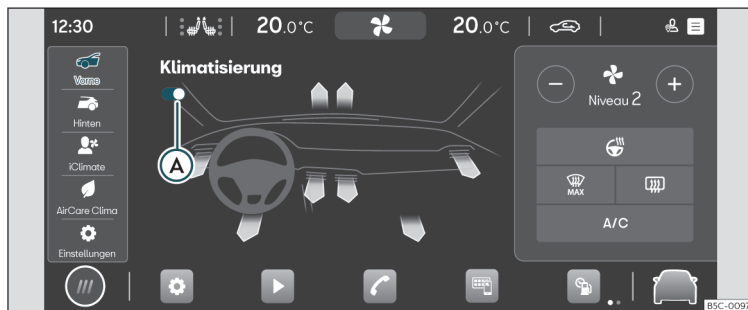 12:30
20.0°C
20.0°C
Vorne
Klimatisierung
Niveau 2
Hinten
A
iClimate
MAX
AirCare Clima
A/C
Einstellungen
B5C-0097